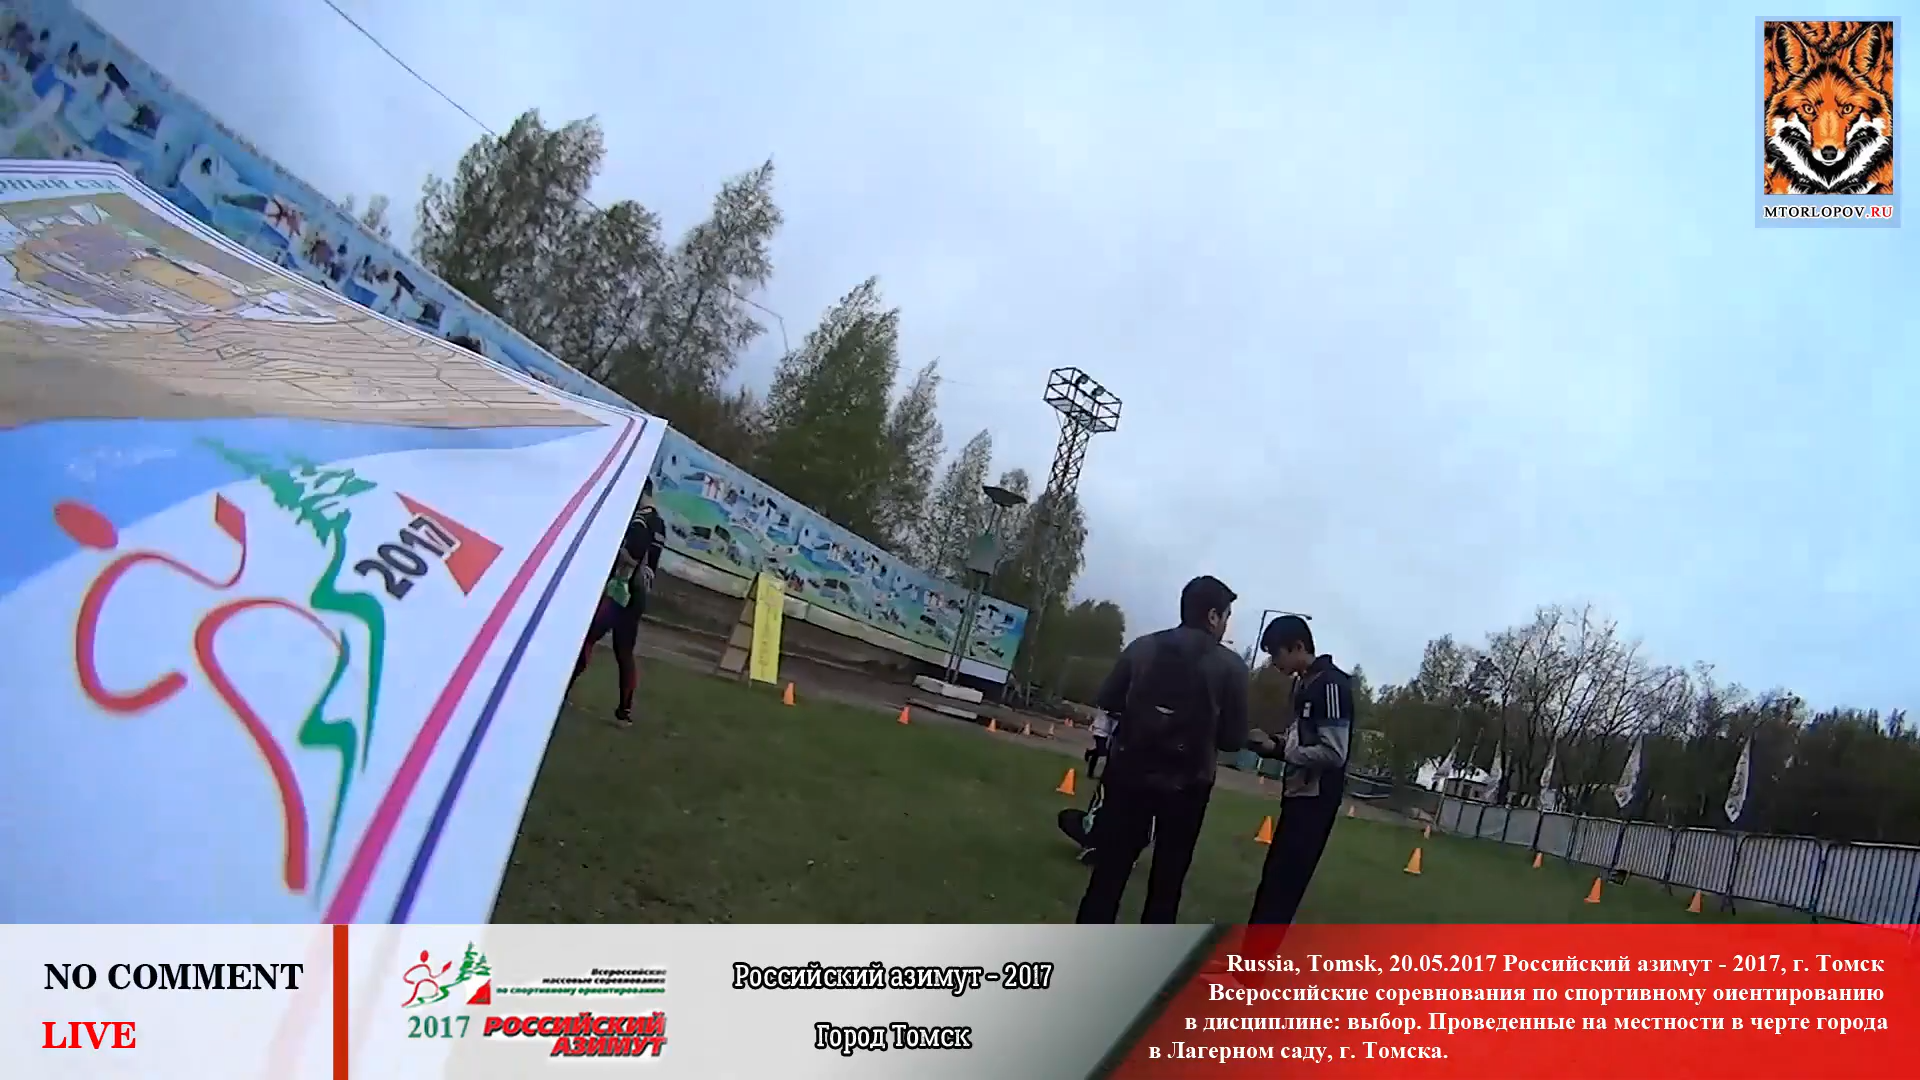 MTORLOPOV.RU
рный сад
2017
NO COMMENT
LIVE
Всероссийские
массовые соревнования
по спортивному ориентированию
2017 РОССИЙСКИЙ
АЗИМУТ
Российский азимут - 2017
Город Томск
Russia, Tomsk, 20.05.2017 Российский азимут - 2017, г. Томск
Всероссийские соревнования по спортивному оиентированию
в дисциплине: выбор. Проведенные на местности в черте города
в Лагерном саду, г. Томска.